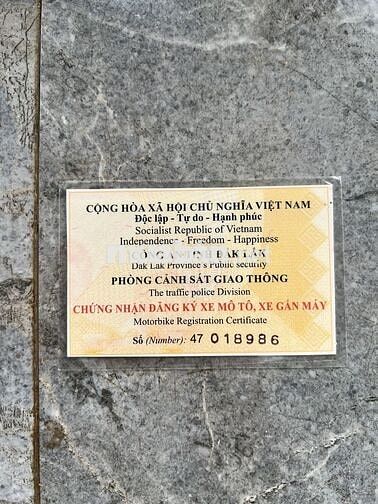 CỘNG HÒA XÃ HỘI CHỦ NGHĨA VIỆT NAM
Độc lập - Tự do - Hạnh phúc
Socialist Republic of Vietnam
Independence - Freedom - Happiness
ĐẮK LẮK
Dak Lak Province's Public security
PHÒNG CẢNH SÁT GIAO THÔNG
The traffic police Division
CHỨNG NHẬN ĐĂNG KÝ XE MÔ TÔ, XE GẮN MÁY
Motorbike Registration Certificate
Số (Number): 47 018986